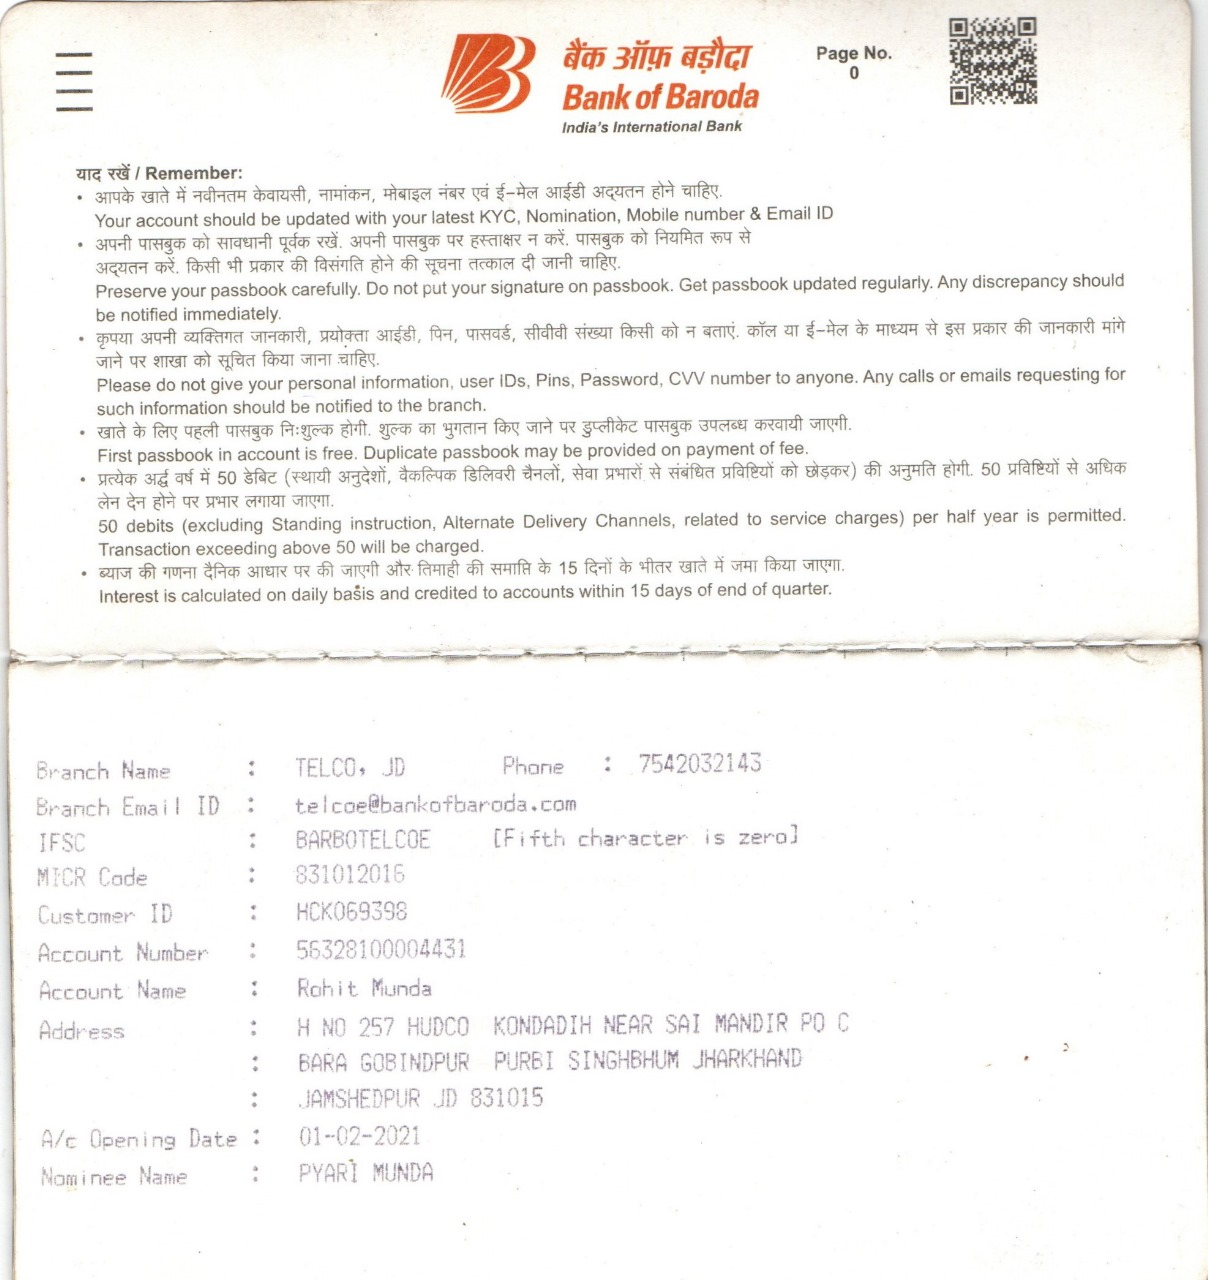 बैंक ऑफ़ बड़ौदा
Bank of Baroda
India's International Bank
Page No.
0
याद रखें / Remember:
• आपके खाते में नवीनतम केवायसी, नामांकन, मोबाइल नंबर एवं ई-मेल आईडी अद्यतन होने चाहिए.
Your account should be updated with your latest KYC, Nomination, Mobile number & Email ID
• अपनी पासबुक को सावधानी पूर्वक रखें. अपनी पासबुक पर हस्ताक्षर न करें. पासबुक को नियमित रूप से
अद्यतन करें. किसी भी प्रकार की विसंगति होने की सूचना तत्काल दी जानी चाहिए.
Preserve your passbook carefully. Do not put your signature on passbook. Get passbook updated regularly. Any discrepancy should
be notified immediately.
• कृपया अपनी व्यक्तिगत जानकारी, प्रयोक्ता आईडी, पिन, पासवर्ड, सीवीवी संख्या किसी को न बताएं. कॉल या ई-मेल के माध्यम से इस प्रकार की जानकारी मांगे
जाने पर शाखा को सूचित किया जाना चाहिए.
Please do not give your personal information, user IDs, Pins, Password, CVV number to anyone. Any calls or emails requesting for
such information should be notified to the branch.
• खाते के लिए पहली पासबुक निःशुल्क होगी. शुल्क का भुगतान किए जाने पर डुप्लीकेट पासबुक उपलब्ध करवायी जाएगी.
First passbook in account is free. Duplicate passbook may be provided on payment of fee.
• प्रत्येक अर्द्ध वर्ष में 50 डेबिट (स्थायी अनुदेशों, वैकल्पिक डिलिवरी चैनलों, सेवा प्रभारों से संबंधित प्रविष्टियों को छोड़कर) की अनुमति होगी. 50 प्रविष्टियों से अधिक
लेन देन होने पर प्रभार लगाया जाएगा.
50 debits (excluding Standing instruction, Alternate Delivery Channels, related to service charges) per half year is permitted.
Transaction exceeding above 50 will be charged.
• ब्याज की गणना दैनिक आधार पर की जाएगी और तिमाही की समाप्ति के 15 दिनों के भीतर खाते में जमा किया जाएगा.
Interest is calculated on daily basis and credited to accounts within 15 days of end of quarter.
Branch Name : TELCO, JD Phone : 7542032143
Branch Email ID : telcoe@bankofbaroda.com
IFSC : BARB0TELCOE [Fifth character is zero]
MICR Code : 831012016
Customer ID : HCK069398
Account Number : 56328100004431
Account Name : Rohit Munda
Address : H NO 257 HUDCO KONDADIH NEAR SAI MANDIR PO C
: BARA GOBINDPUR PURBI SINGHBHUM JHARKHAND
: JAMSHEDPUR JD 831015
A/c Opening Date : 01-02-2021
Nominee Name : PYARI MUNDA